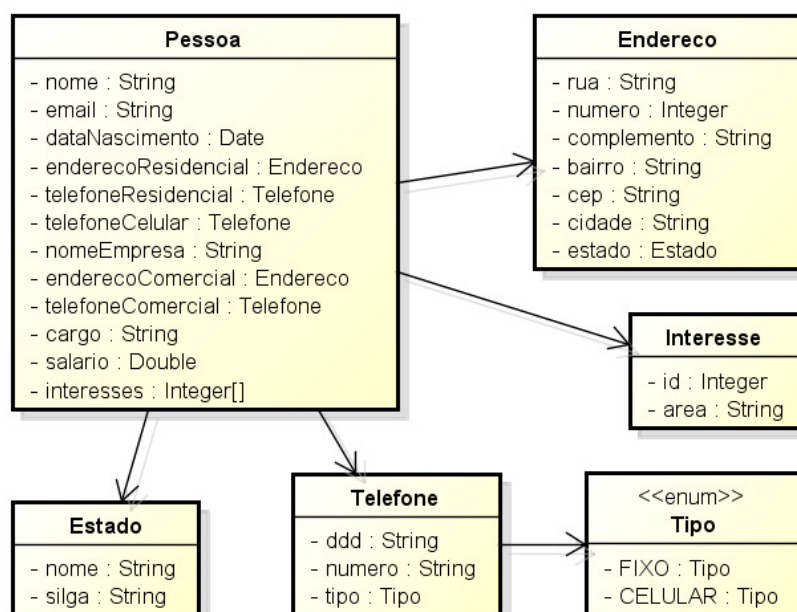 Pessoa
- nome : String
- email : String
- dataNascimento : Date
- enderecoResidencial : Endereco
- telefoneResidencial : Telefone
- telefoneCelular : Telefone
- nomeEmpresa : String
- enderecoComercial : Endereco
- telefoneComercial : Telefone
- cargo : String
- salario : Double
- interesses : Integer[]
Endereco
- rua : String
- numero : Integer
- complemento : String
- bairro : String
- cep : String
- cidade : String
- estado : Estado
Interesse
- id : Integer
- area : String
Estado
- nome : String
- silga : String
Telefone
- ddd : String
- numero : String
- tipo : Tipo
<<enum>>
Tipo
- FIXO : Tipo
- CELULAR : Tipo